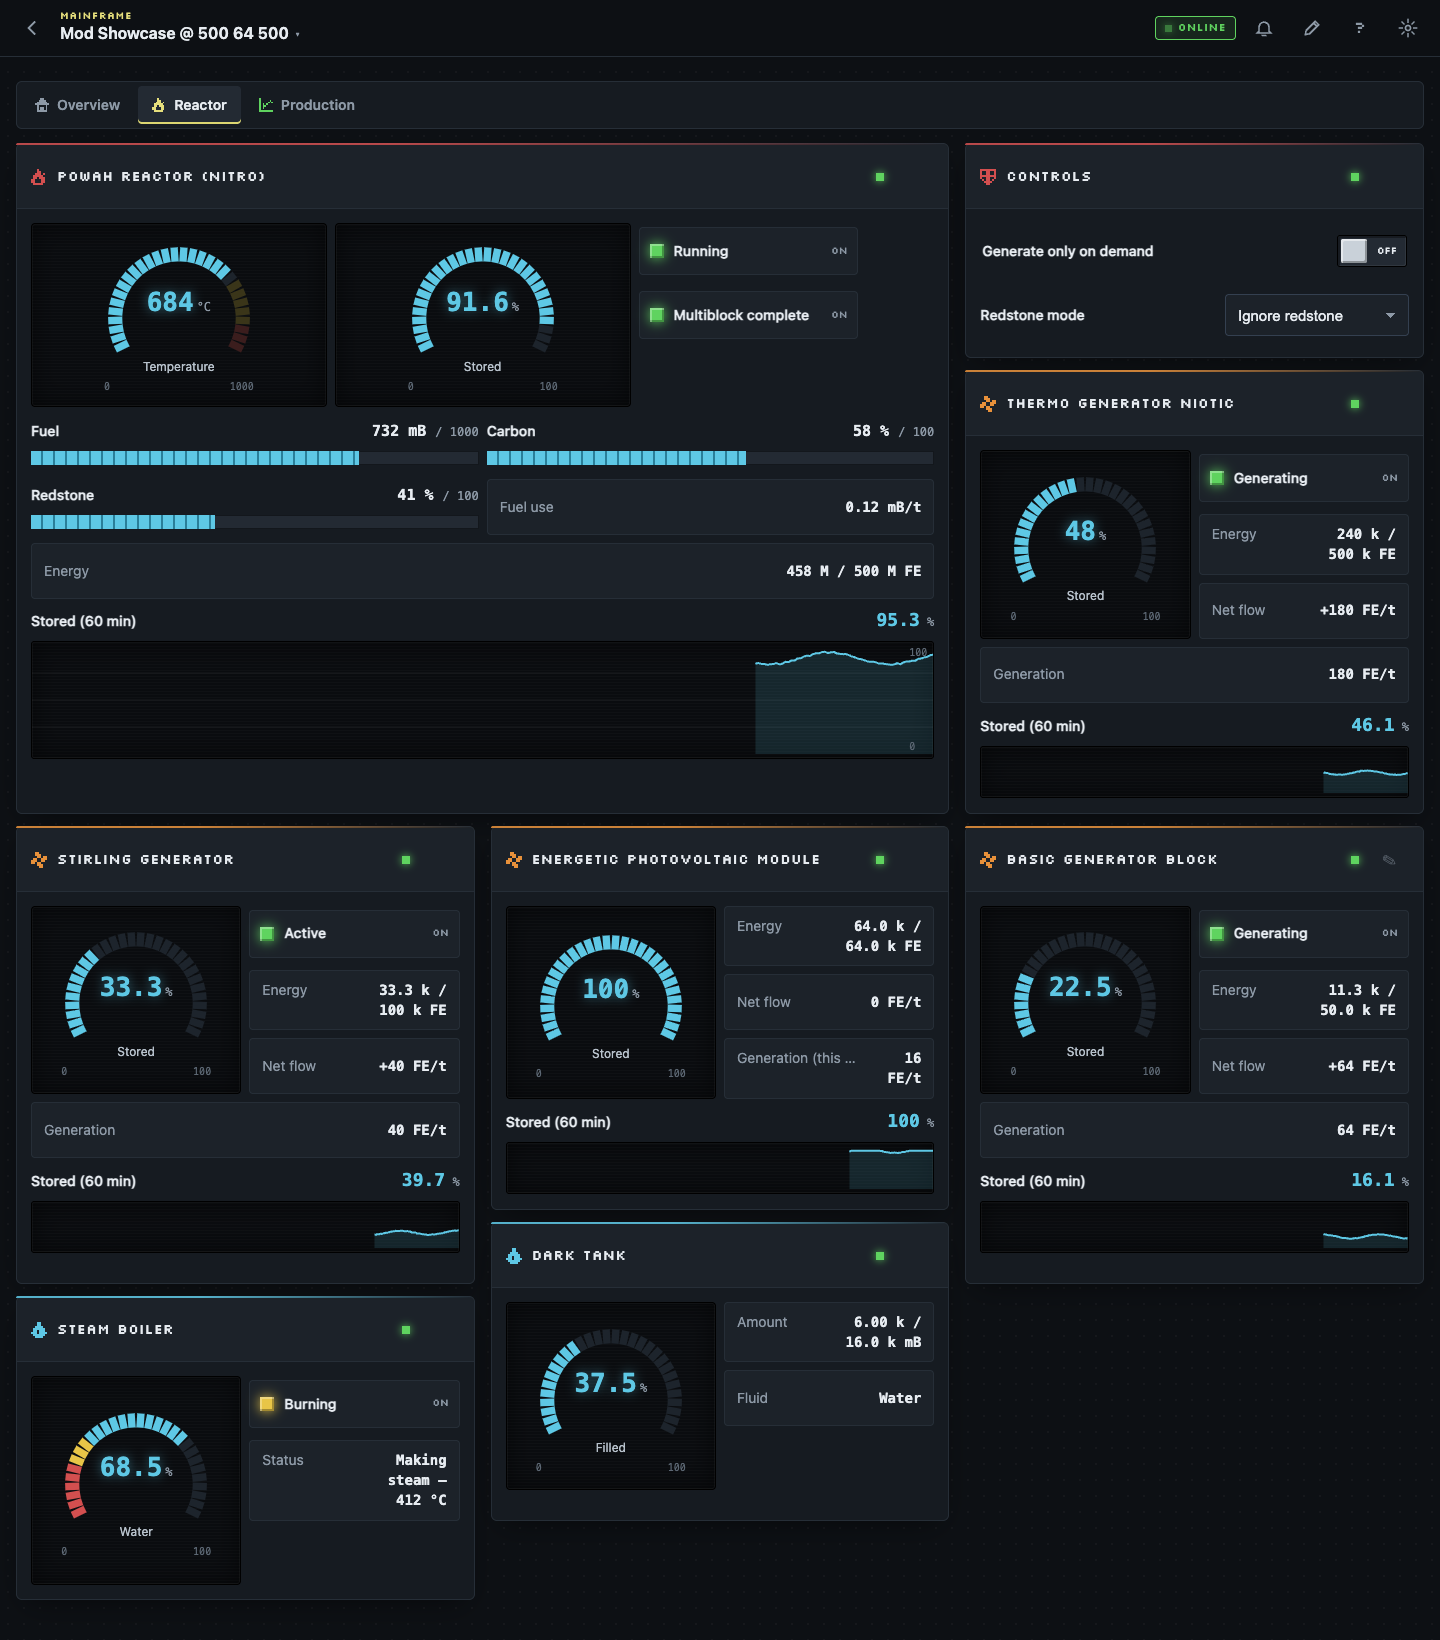 MAINFRAME
Mod Showcase @ 500 64 500
ONLINE
?
Overview
Reactor
Production
POWAH REACTOR (NITRO)
684 °C
Temperature
0 1000
91.6 %
Stored
0 100
Running ON
Multiblock complete ON
Fuel 732 mB / 1000
Carbon 58 % / 100
Redstone 41 % / 100
Fuel use 0.12 mB/t
Energy 458 M / 500 M FE
Stored (60 min) 95.3 %
100
0
CONTROLS
Generate only on demand OFF
Redstone mode Ignore redstone
THERMO GENERATOR NIOTIC
48 %
Stored
0 100
Generating ON
Energy 240 k /
500 k FE
Net flow +180 FE/t
Generation 180 FE/t
Stored (60 min) 46.1 %
STIRLING GENERATOR
33.3 %
Stored
0 100
Active ON
Energy 33.3 k /
100 k FE
Net flow +40 FE/t
Generation 40 FE/t
Stored (60 min) 39.7 %
ENERGETIC PHOTOVOLTAIC MODULE
100 %
Stored
0 100
Energy 64.0 k /
64.0 k FE
Net flow 0 FE/t
Generation (this ... 16
FE/t
Stored (60 min) 100 %
BASIC GENERATOR BLOCK
22.5 %
Stored
0 100
Generating ON
Energy 11.3 k /
50.0 k FE
Net flow +64 FE/t
Generation 64 FE/t
Stored (60 min) 16.1 %
DARK TANK
37.5 %
Filled
0 100
Amount 6.00 k /
16.0 k mB
Fluid Water
STEAM BOILER
68.5 %
Water
0 100
Burning ON
Status Making
steam —
412 °C